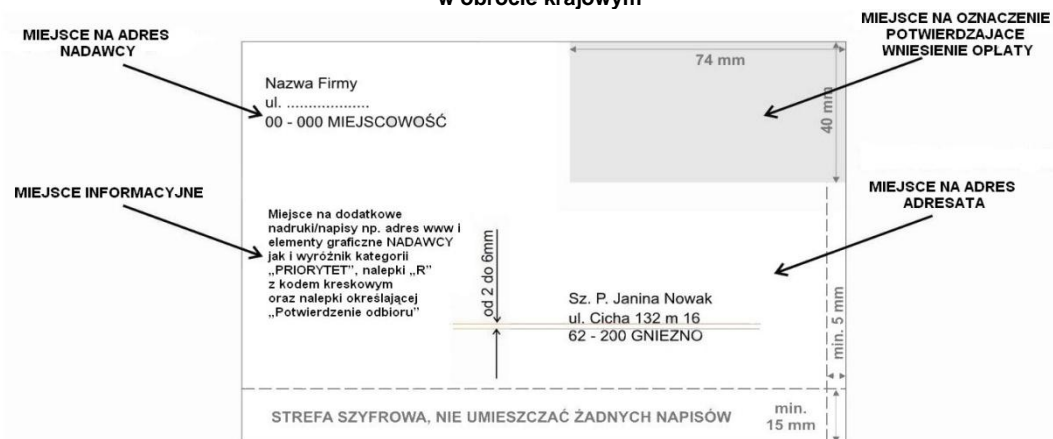 w obrocie krajowym
MIEJSCE NA ADRES
NADAWCY
MIEJSCE NA OZNACZENIE
POTWIERDZAJACE
WNIESIENIE OPLATY
74 mm
40 mm
Nazwa Firmy
ul. ...................
00 - 000 MIEJSCOWOŚĆ
MIEJSCE INFORMACYJNE
MIEJSCE NA ADRES
ADRESATA
Miejsce na dodatkowe
nadruki/napisy np. adres www i
elementy graficzne NADAWCY
jak i wyróżnik kategorii
„PRIORYTET”, nalepki „R”
z kodem kreskowym
oraz nalepki określającej
„Potwierdzenie odbioru”
od 2 do 6mm
Sz. P. Janina Nowak
ul. Cicha 132 m 16
62 - 200 GNIEZNO
min. 5 mm
STREFA SZYFROWA, NIE UMIESZCZAĆ ŻADNYCH NAPISÓW
min.
15 mm